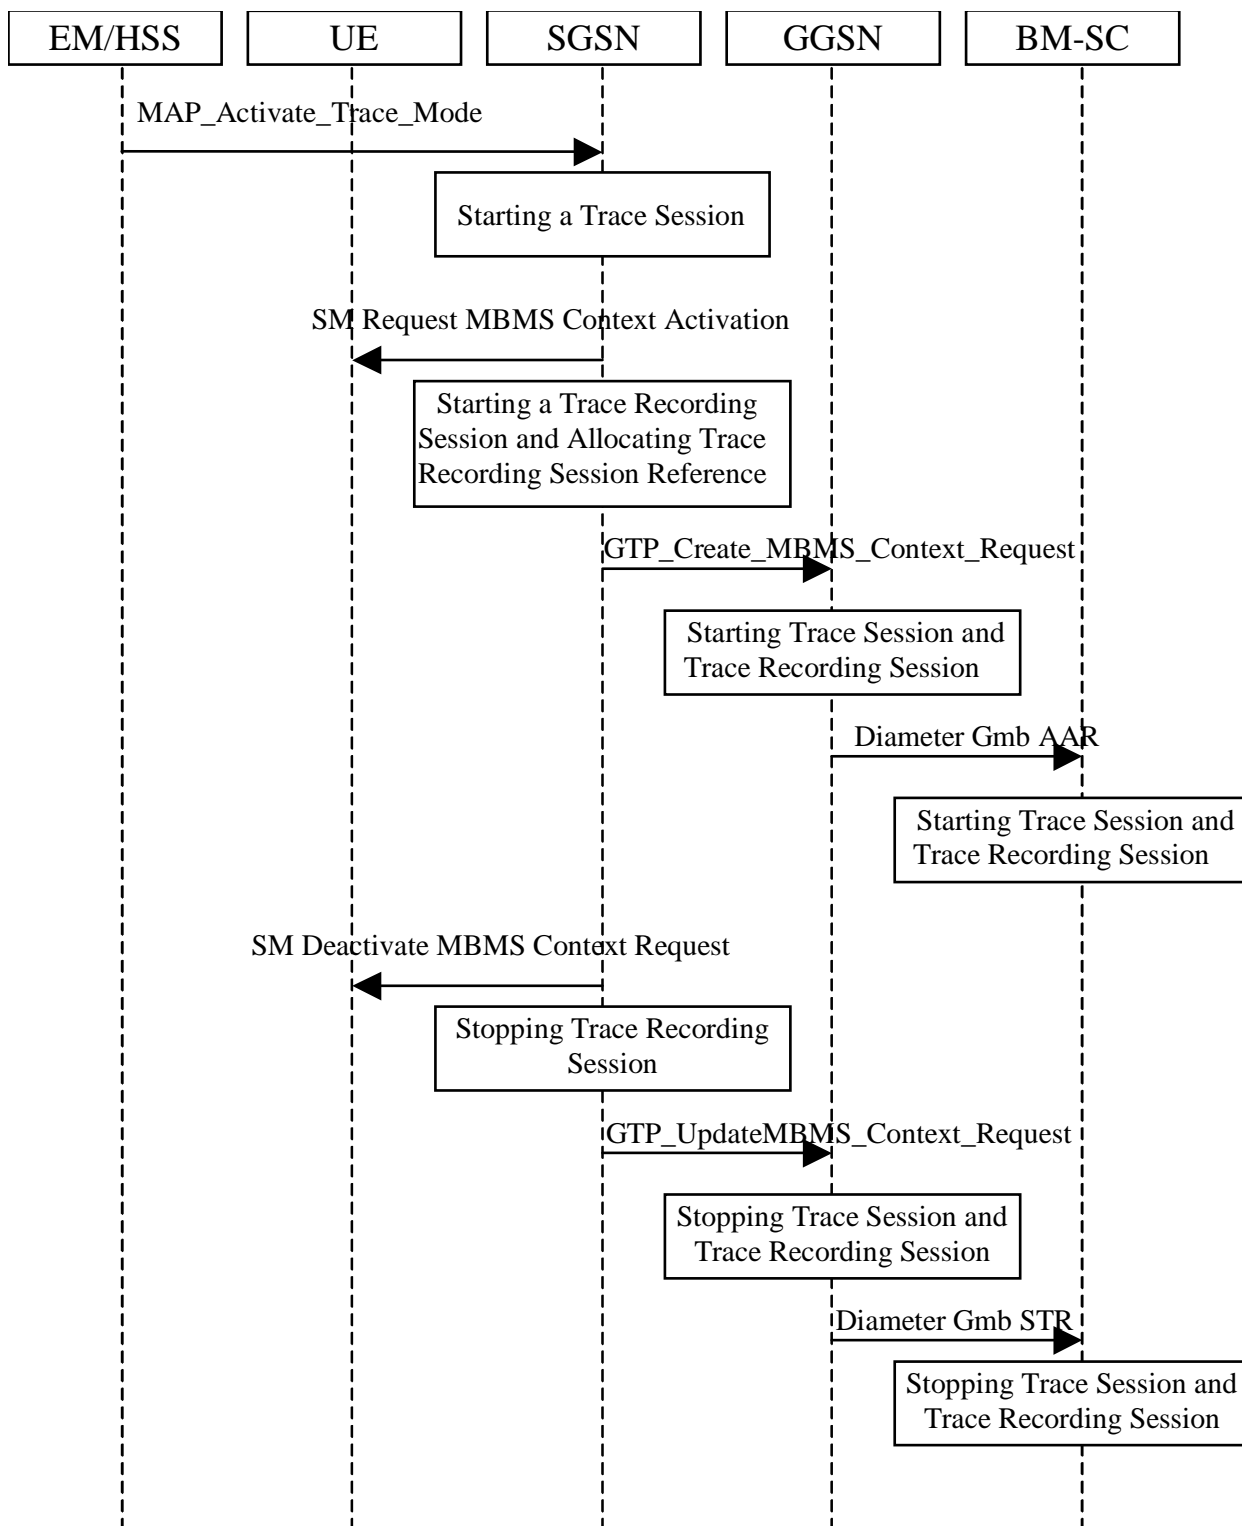 EM/HSS
UE
SGSN
GGSN
BM-SC
MAP_Activate_Trace_Mode
Starting a Trace Session
SM Request MBMS Context Activation
Starting a Trace Recording
Session and Allocating Trace
Recording Session Reference
GTP_Create_MBMS_Context_Request
Starting Trace Session and
Trace Recording Session
Diameter Gmb AAR
Starting Trace Session and
Trace Recording Session
SM Deactivate MBMS Context Request
Stopping Trace Recording
Session
GTP_UpdateMBMS_Context_Request
Stopping Trace Session and
Trace Recording Session
Diameter Gmb STR
Stopping Trace Session and
Trace Recording Session